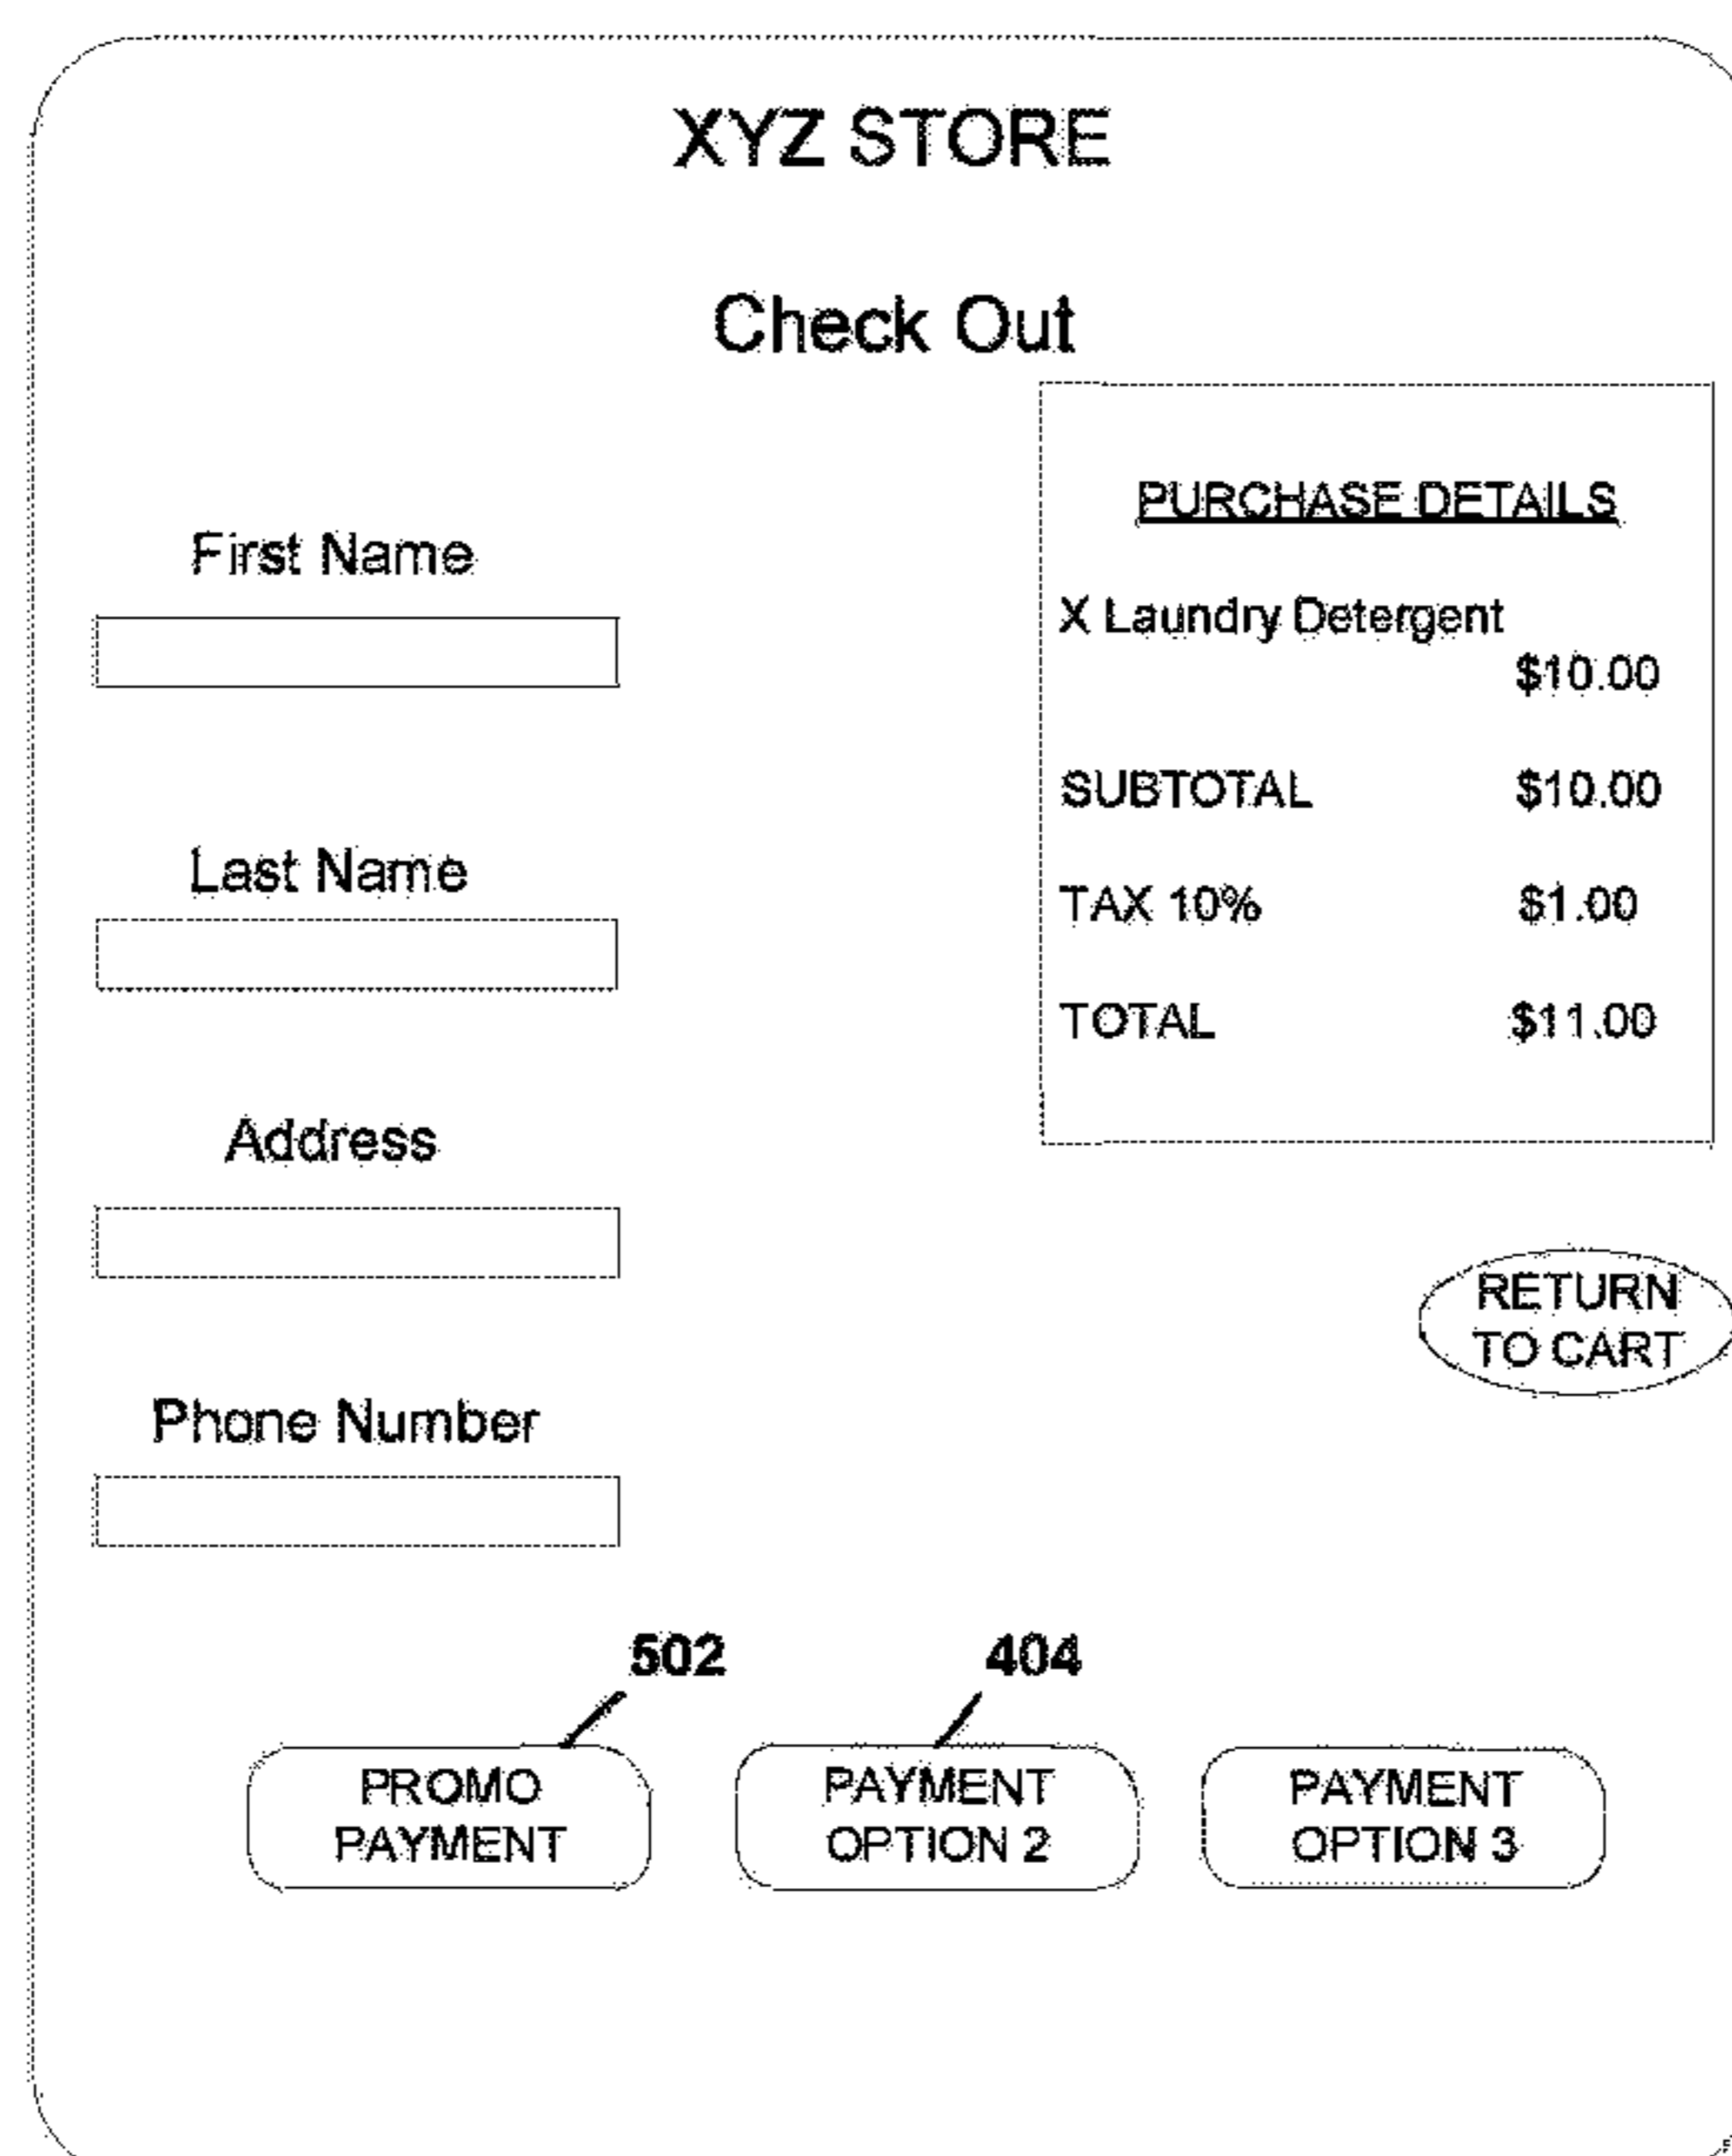 XYZ STORE
Check Out
First Name
Last Name
Address
Phone Number
PURCHASE DETAILS
X Laundry Detergent
$10.00
SUBTOTAL $10.00
TAX 10% $1.00
TOTAL $11.00
RETURN
TO CART
502
404
PROMO
PAYMENT
PAYMENT
OPTION 2
PAYMENT
OPTION 3